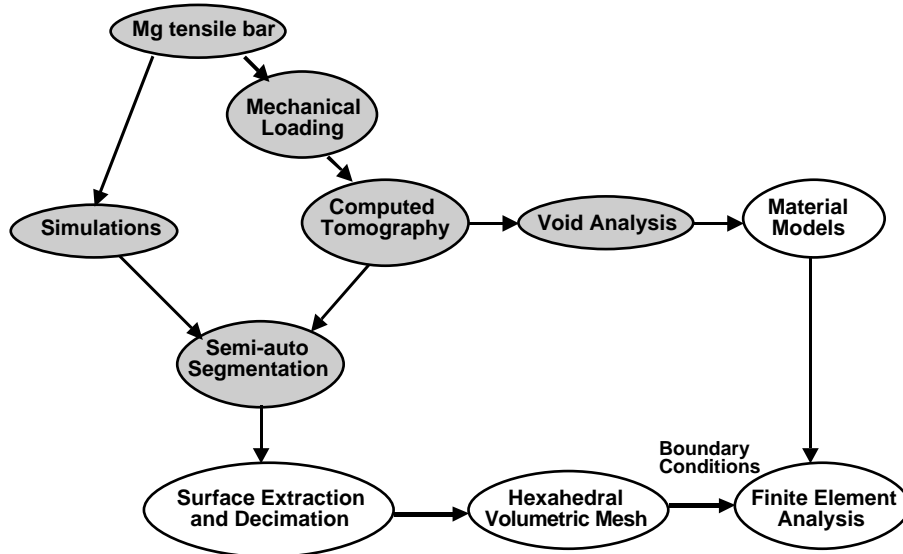 Mg tensile bar
Mechanical
Loading
Simulations
Computed
Tomography
Void Analysis
Material
Models
Semi-auto
Segmentation
Surface Extraction
and Decimation
Hexahedral
Volumetric Mesh
Boundary
Conditions
Finite Element
Analysis